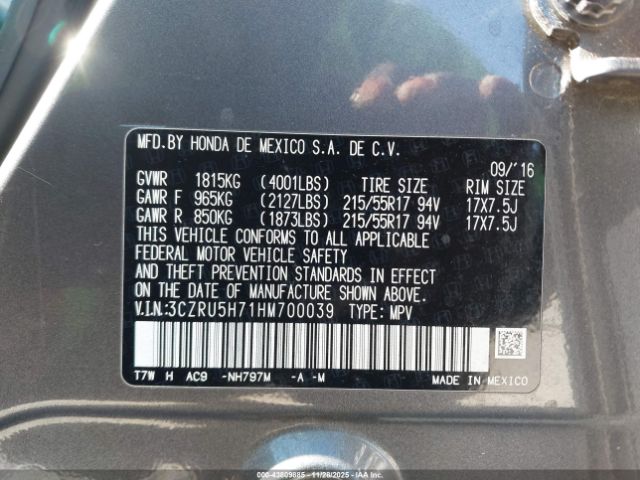 MFD.BY HONDA DE MEXICO S.A. DE C.V.
09/'16
GVWR 1815KG (4001LBS) TIRE SIZE RIM SIZE
GAWR F 965KG (2127LBS) 215/55R17 94V 17X7.5J
GAWR R 850KG (1873LBS) 215/55R17 94V 17X7.5J
THIS VEHICLE CONFORMS TO ALL APPLICABLE
FEDERAL MOTOR VEHICLE SAFETY
AND THEFT PREVENTION STANDARDS IN EFFECT
ON THE DATE OF MANUFACTURE SHOWN ABOVE.
V.I.N:3CZRU5H71HM700039 TYPE: MPV
T7W H AC9 -NH797M -A -M
MADE IN MEXICO
000-43809885 | 11/28/2025 | IAAI.com